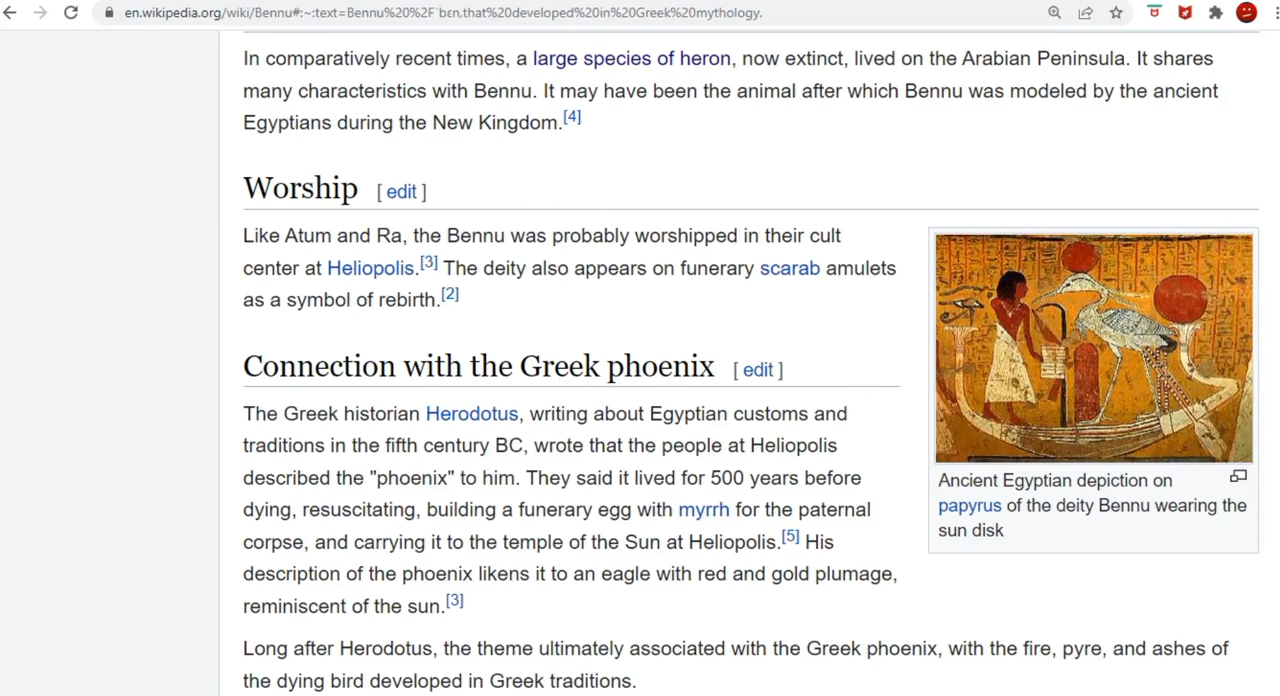 en.wikipedia.org/wiki/Bennu#:~:text=Bennu%20%2Fˈbɛn,that%20developed%20in%20Greek%20mythology.
In comparatively recent times, a large species of heron, now extinct, lived on the Arabian Peninsula. It shares
many characteristics with Bennu. It may have been the animal after which Bennu was modeled by the ancient
Egyptians during the New Kingdom.[4]
Worship [ edit ]
Like Atum and Ra, the Bennu was probably worshipped in their cult
center at Heliopolis.[3] The deity also appears on funerary scarab amulets
as a symbol of rebirth.[2]
Connection with the Greek phoenix [ edit ]
The Greek historian Herodotus, writing about Egyptian customs and
traditions in the fifth century BC, wrote that the people at Heliopolis
described the "phoenix" to him. They said it lived for 500 years before
dying, resuscitating, building a funerary egg with myrrh for the paternal
corpse, and carrying it to the temple of the Sun at Heliopolis.[5] His
description of the phoenix likens it to an eagle with red and gold plumage,
reminiscent of the sun.[3]
Ancient Egyptian depiction on
papyrus of the deity Bennu wearing the
sun disk
Long after Herodotus, the theme ultimately associated with the Greek phoenix, with the fire, pyre, and ashes of
the dying bird developed in Greek traditions.